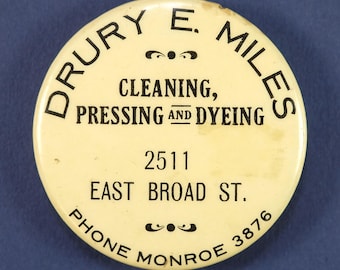 DRURY E. MILES
CLEANING,
PRESSING AND DYEING
2511
EAST BROAD ST.
PHONE MONROE 3876